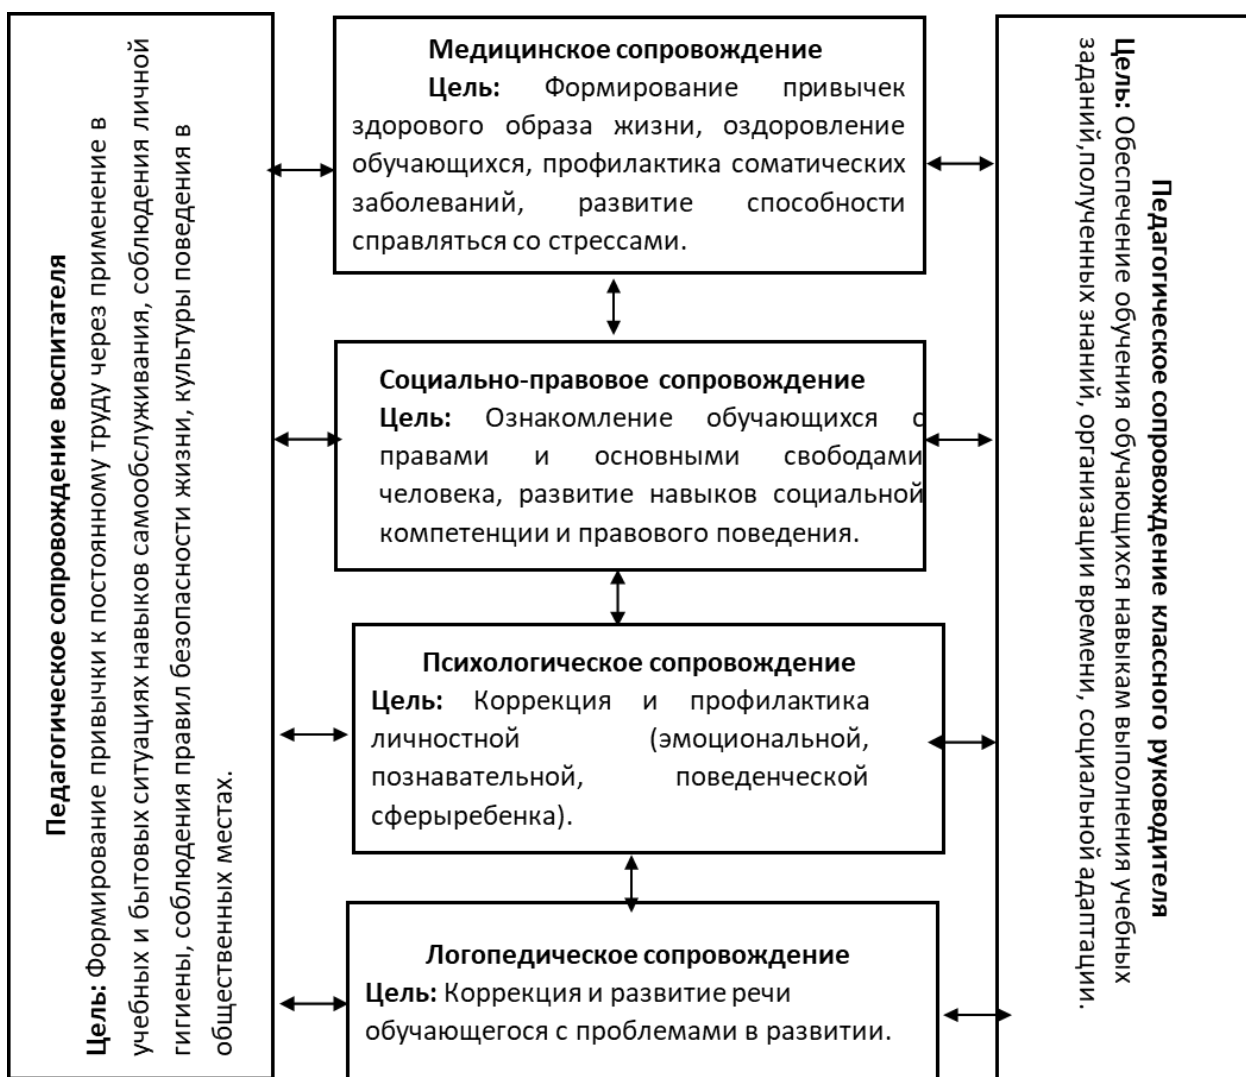 Педагогическое сопровождение воспитателя
Цель: Формирование привычки к постоянному труду через применение в
учебных и бытовых ситуациях навыков самообслуживания, соблюдения личной
гигиены, соблюдения правил безопасности жизни, культуры поведения в
общественных местах.
Медицинское сопровождение
Цель: Формирование привычек
здорового образа жизни, оздоровление
обучающихся, профилактика соматических
заболеваний, развитие способности
справляться со стрессами.
Социально-правовое сопровождение
Цель: Ознакомление обучающихся с
правами и основными свободами
человека, развитие навыков социальной
компетенции и правового поведения.
Психологическое сопровождение
Цель: Коррекция и профилактика
личностной (эмоциональной,
познавательной, поведенческой
сферыребенка).
Логопедическое сопровождение
Цель: Коррекция и развитие речи
обучающегося с проблемами в развитии.
Педагогическое сопровождение классного руководителя
Цель: Обеспечение обучения обучающихся навыкам выполнения учебных
заданий,полученных знаний, организации времени, социальной адаптации.